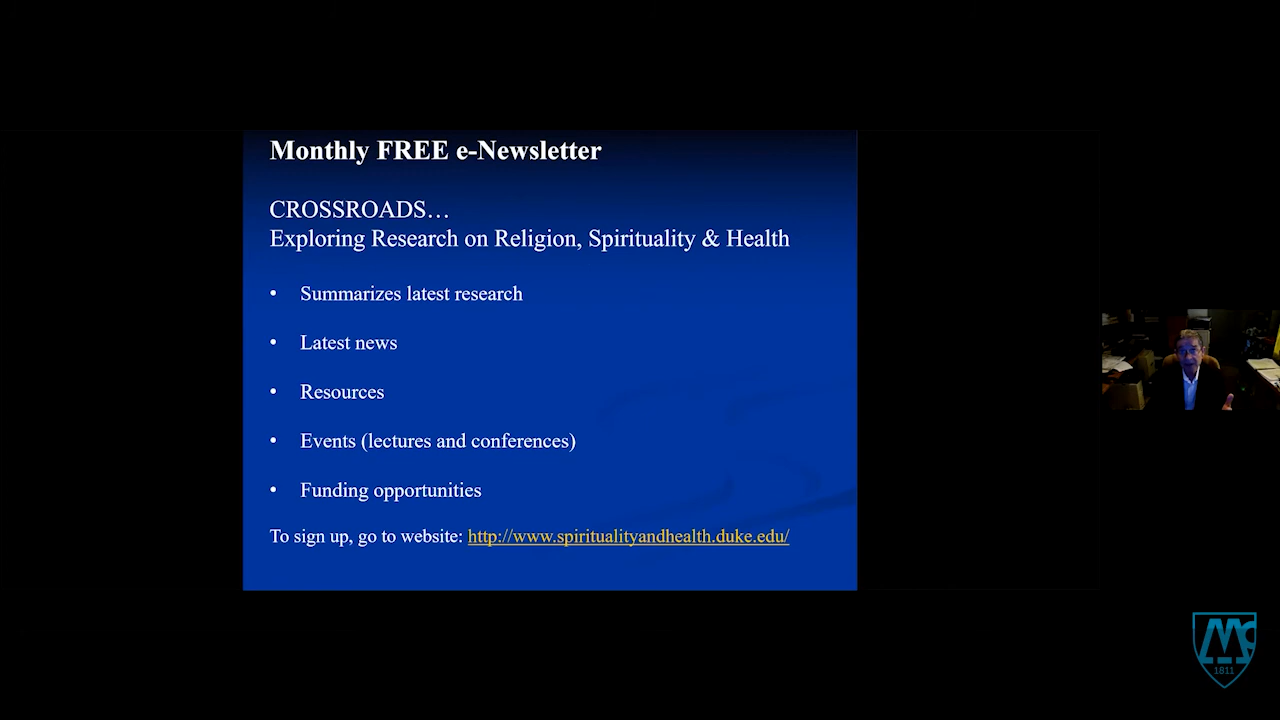 Monthly FREE e-Newsletter
CROSSROADS…
Exploring Research on Religion, Spirituality & Health
• Summarizes latest research
• Latest news
• Resources
• Events (lectures and conferences)
• Funding opportunities
To sign up, go to website: http://www.spiritualityandhealth.duke.edu/
1811